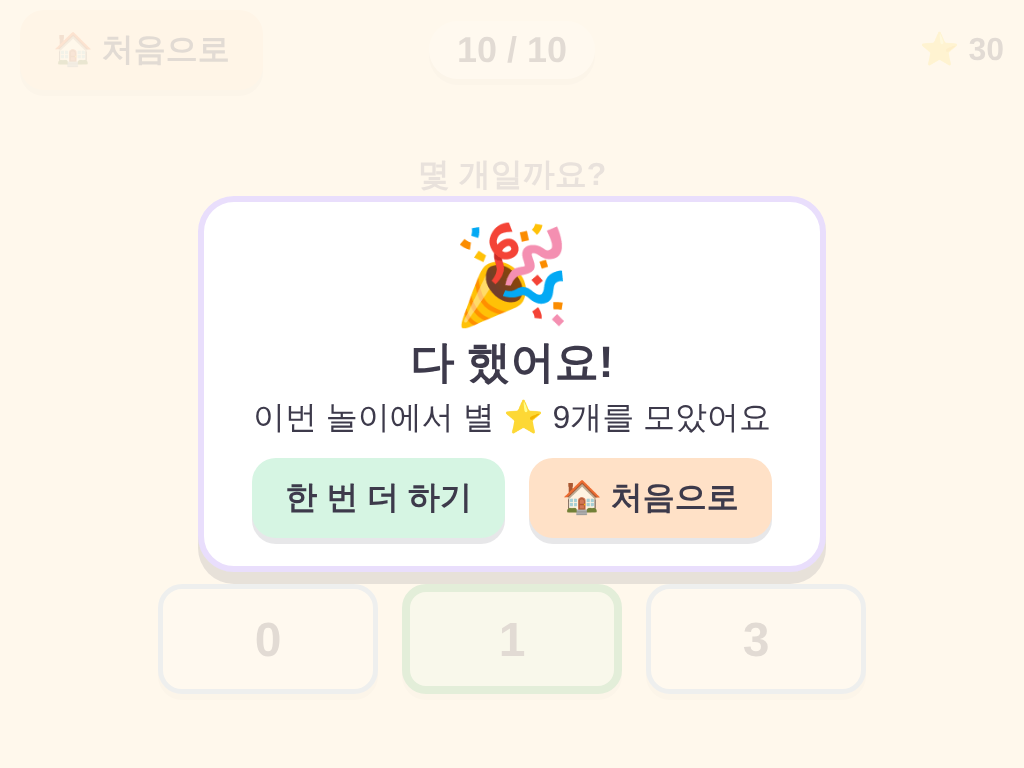 처음으로
10 / 10
30
몇 개일까요?
다 했어요!
이번 놀이에서 별 ⭐ 9개를 모았어요
한 번 더 하기
처음으로
0
1
3